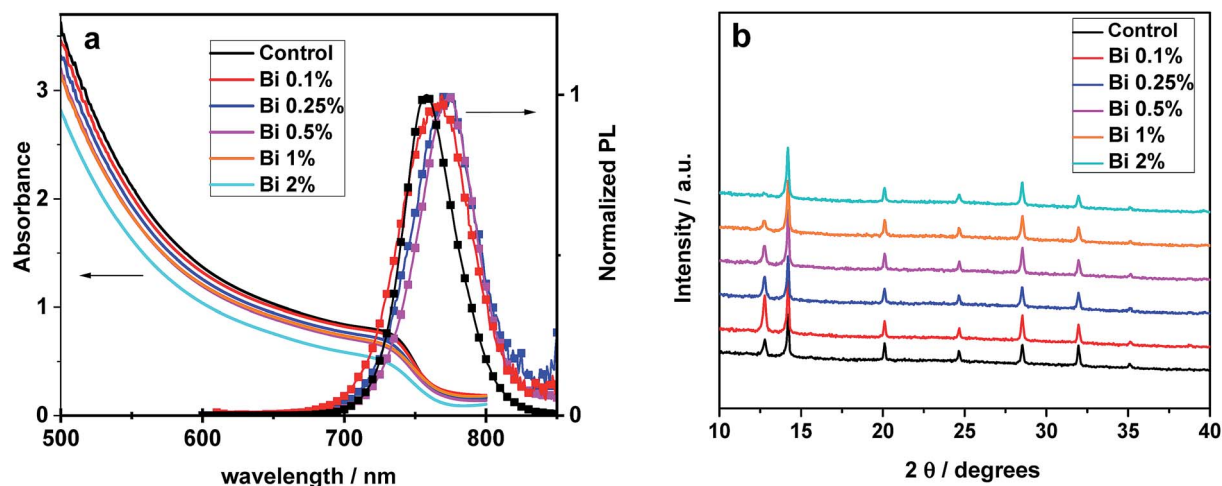 a
Control
Bi 0.1%
Bi 0.25%
Bi 0.5%
Bi 1%
Bi 2%
Absorbance
3
2
1
0
500
600
700
800
wavelength / nm
1
0
Normalized PL
b
Control
Bi 0.1%
Bi 0.25%
Bi 0.5%
Bi 1%
Bi 2%
Intensity / a.u.
10
15
20
25
30
35
40
2 θ / degrees